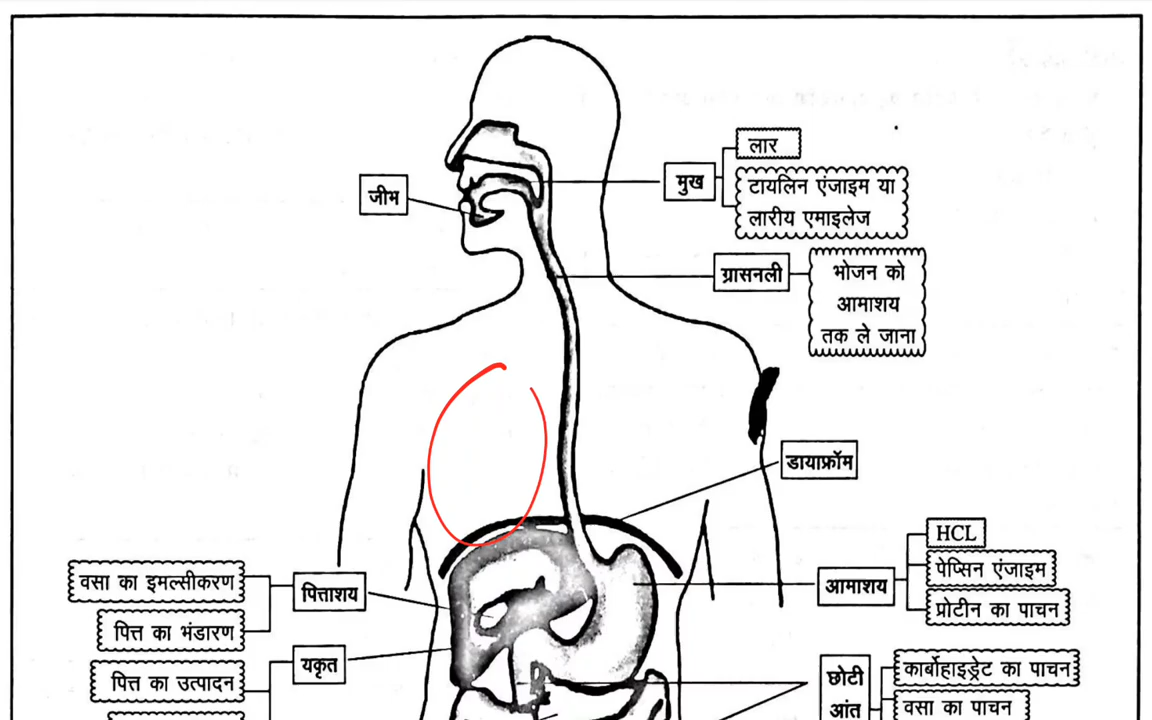 लार
मुख
टायलिन एंजाइम या
लारीय एमाइलेज
जीभ
ग्रासनली
भोजन को
आमाशय
तक ले जाना
डायाफ्रॉम
HCL
पेप्सिन एंजाइम
आमाशय
प्रोटीन का पाचन
वसा का इमल्सीकरण
पित्ताशय
पित्त का भंडारण
यकृत
पित्त का उत्पादन
छोटी
आंत
कार्बोहाइड्रेट का पाचन
वसा का पाचन